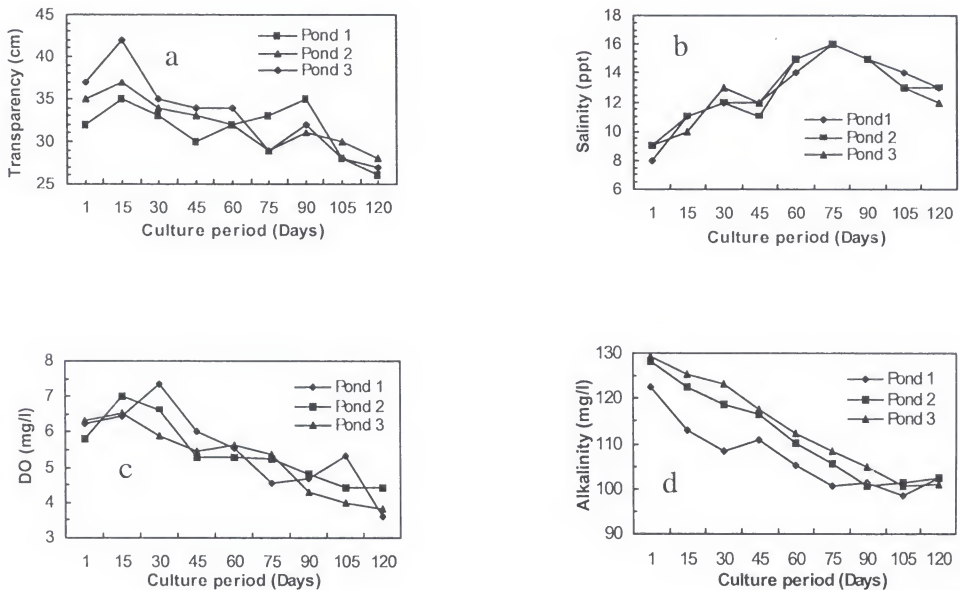 45
40
35
30
25
Transparency (cm)
a
Pond 1
Pond 2
Pond 3
1 15 30 45 60 75 90 105 120
Culture period (Days)
18
16
14
12
10
8
6
Salinity (ppt)
b
Pond1
Pond 2
Pond 3
1 15 30 45 60 75 90 105 120
Culture period (Days)
8
7
6
5
4
3
DO (mg/l)
c
Pond 1
Pond 2
Pond 3
1 15 30 45 60 75 90 105 120
Culture period (Days)
130
120
110
100
90
Alkalinity (mg/l)
d
Pond 1
Pond 2
Pond 3
1 15 30 45 60 75 90 105 120
Culture period (Days)